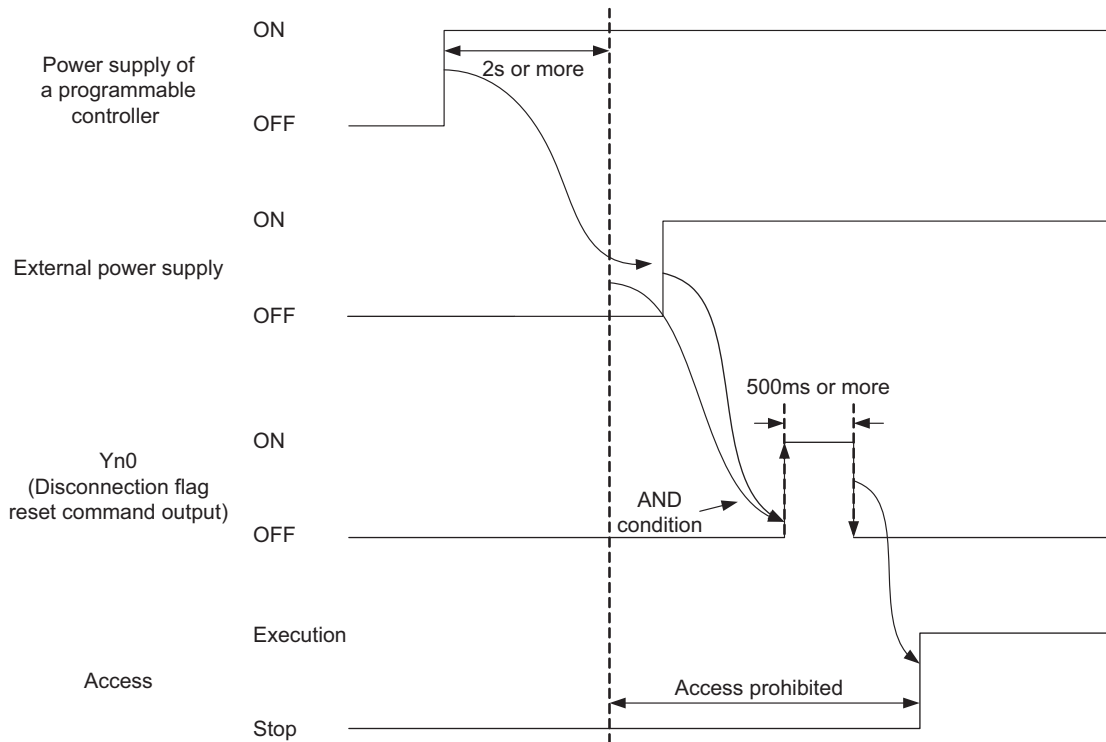 ON
Power supply of
a programmable
controller
2s or more
OFF
ON
External power supply
OFF
500ms or more
ON
Yn0
(Disconnection flag
reset command output)
AND
condition
OFF
Execution
Access
Access prohibited
Stop